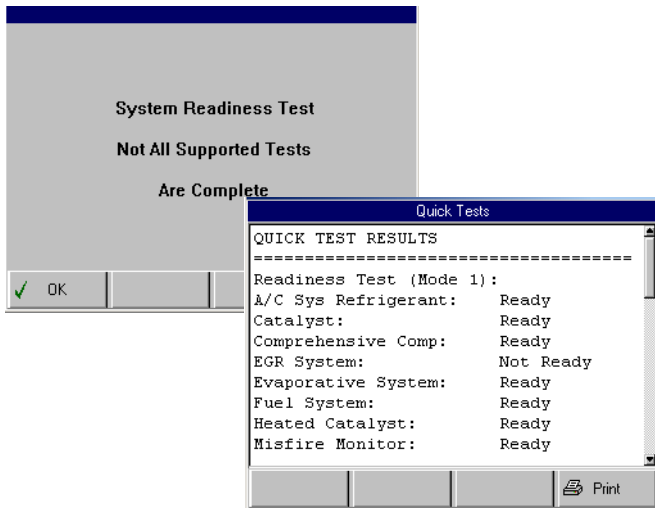 System Readiness Test
Not All Supported Tests
Are Complete
OK
Quick Tests
QUICK TEST RESULTS
======================================
Readiness Test (Mode 1):
A/C Sys Refrigerant: Ready
Catalyst: Ready
Comprehensive Comp: Ready
EGR System: Not Ready
Evaporative System: Ready
Fuel System: Ready
Heated Catalyst: Ready
Misfire Monitor: Ready
Print